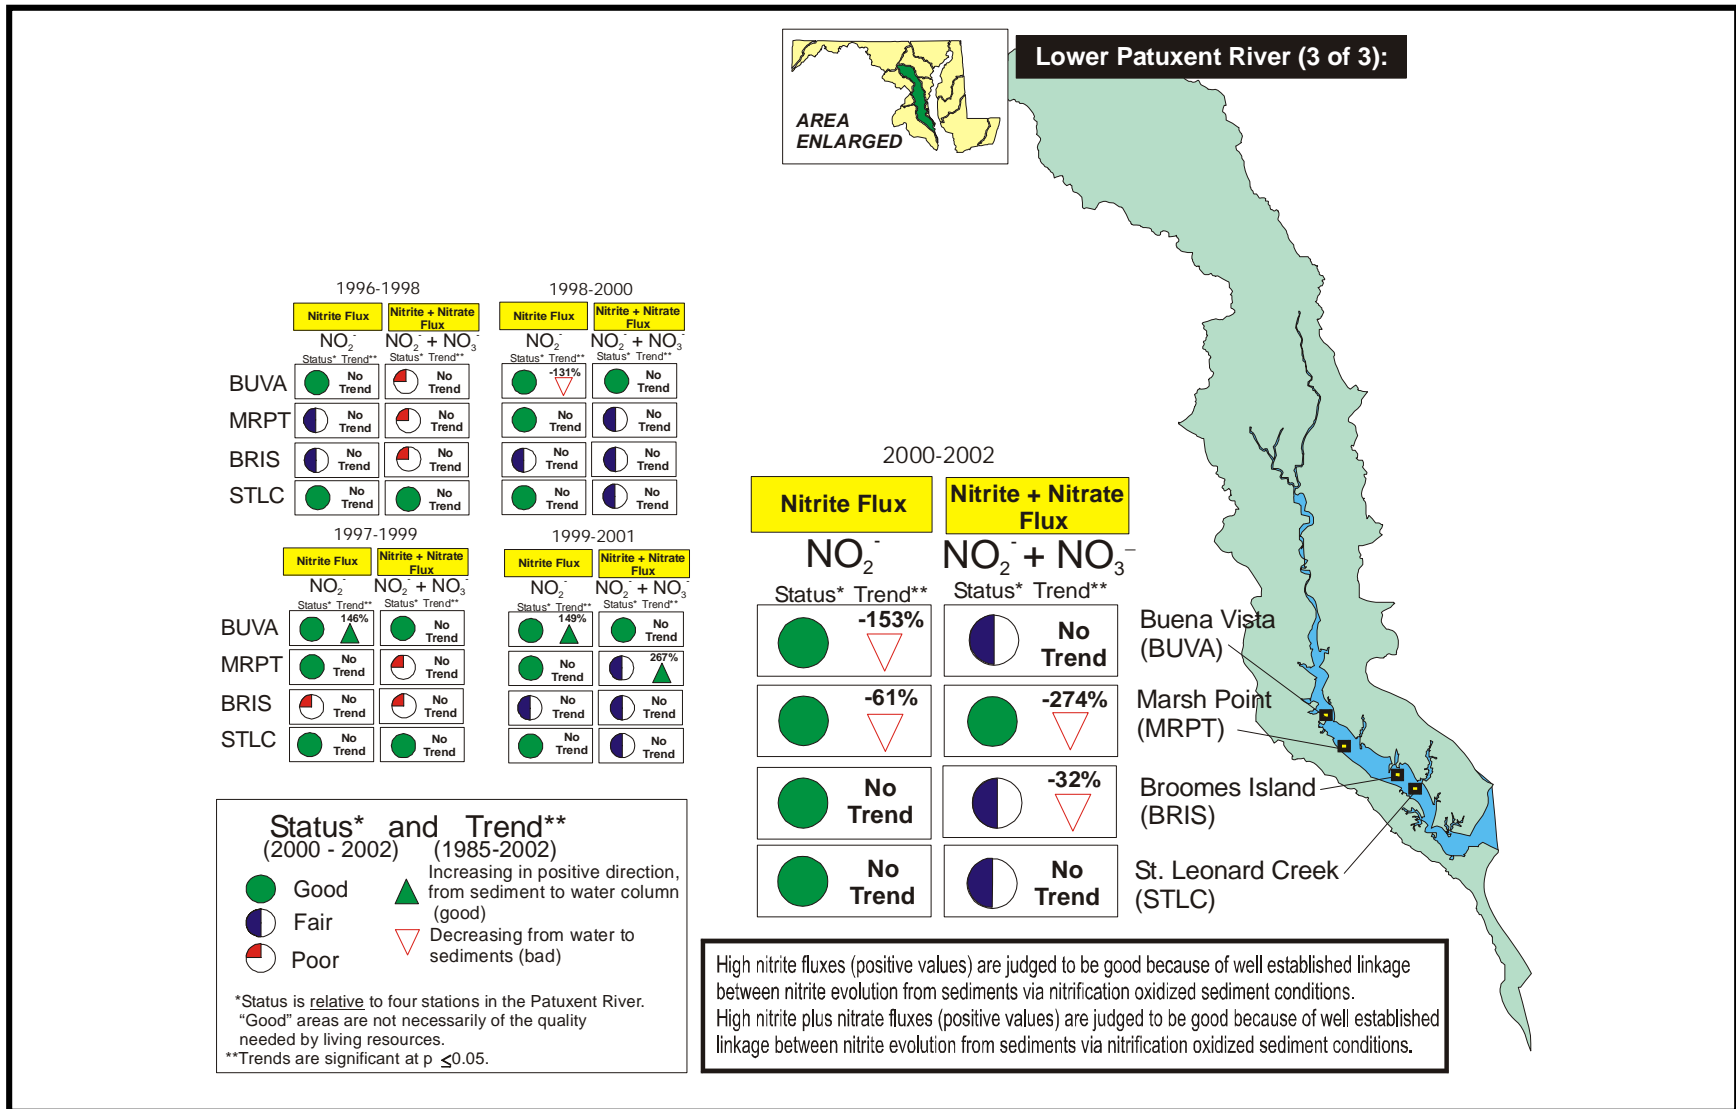 Lower Patuxent River (3 of 3):
AREA
ENLARGED
1996-1998
Nitrite Flux
Nitrite + Nitrate
Flux
NO2-
NO2- + NO3-
Status* Trend**
Status* Trend**
BUVA
No
Trend
No
Trend
MRPT
No
Trend
No
Trend
BRIS
No
Trend
No
Trend
STLC
No
Trend
No
Trend
1998-2000
Nitrite Flux
Nitrite + Nitrate
Flux
NO2-
NO2- + NO3-
Status* Trend**
Status* Trend**
-131%
No
Trend
No
Trend
No
Trend
No
Trend
No
Trend
No
Trend
No
Trend
1997-1999
Nitrite Flux
Nitrite + Nitrate
Flux
NO2-
NO2- + NO3-
Status* Trend**
Status* Trend**
BUVA
146%
No
Trend
MRPT
No
Trend
No
Trend
BRIS
No
Trend
No
Trend
STLC
No
Trend
No
Trend
1999-2001
Nitrite Flux
Nitrite + Nitrate
Flux
NO2-
NO2- + NO3-
Status* Trend**
Status* Trend**
149%
No
Trend
No
Trend
267%
No
Trend
No
Trend
No
Trend
No
Trend
2000-2002
Nitrite Flux
Nitrite + Nitrate
Flux
NO2-
NO2- + NO3-
Status* Trend**
Status* Trend**
-153%
No
Trend
-61%
-274%
No
Trend
-32%
No
Trend
No
Trend
Buena Vista
(BUVA)
Marsh Point
(MRPT)
Broomes Island
(BRIS)
St. Leonard Creek
(STLC)
Status* and Trend**
(2000 - 2002) (1985-2002)
Good
Fair
Poor
Increasing in positive direction,
from sediment to water column
(good)
Decreasing from water to
sediments (bad)
*Status is relative to four stations in the Patuxent River.
“Good” areas are not necessarily of the quality
needed by living resources.
**Trends are significant at p ≤0.05.
High nitrite fluxes (positive values) are judged to be good because of well established linkage
between nitrite evolution from sediments via nitrification oxidized sediment conditions.
High nitrite plus nitrate fluxes (positive values) are judged to be good because of well established
linkage between nitrite evolution from sediments via nitrification oxidized sediment conditions.